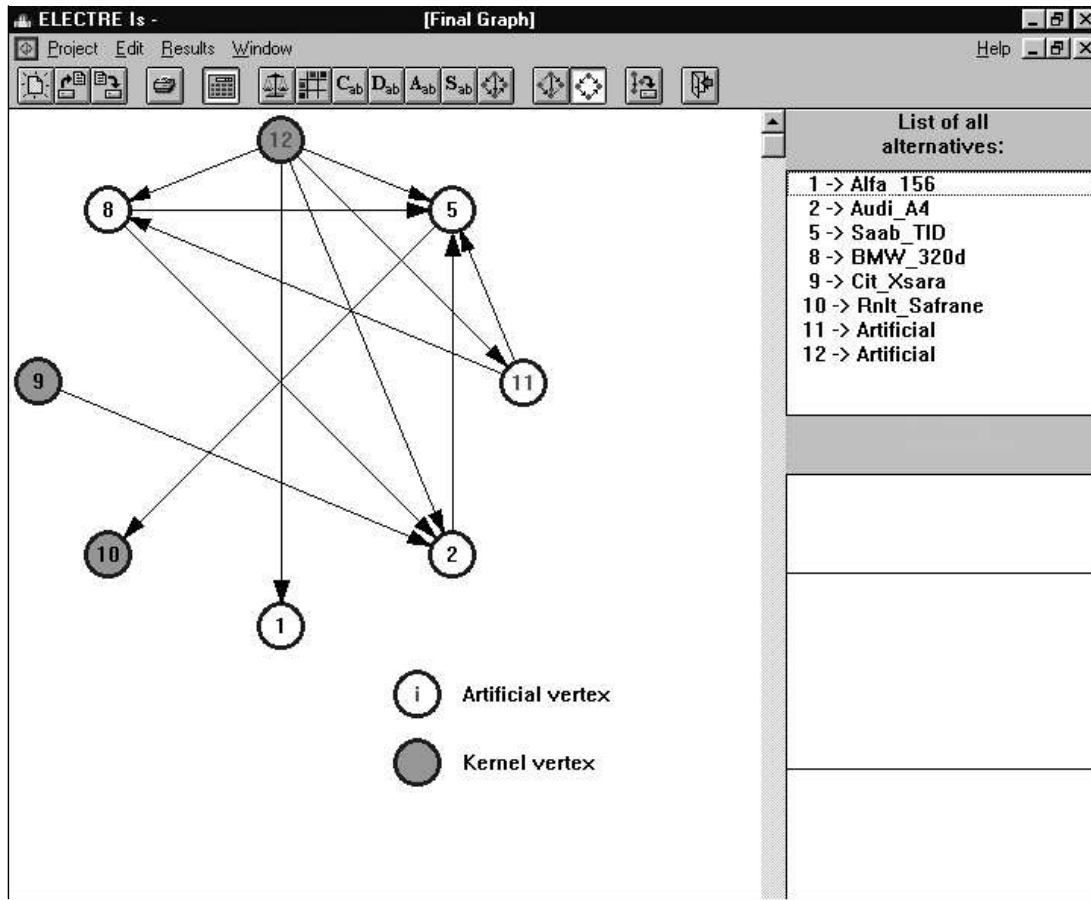 ELECTRE Is - [Final Graph]
Project Edit Results Window Help
Cab Dab Aab Sab
List of all
alternatives:
1 -> Alfa_156
2 -> Audi_A4
5 -> Saab_TID
8 -> BMW_320d
9 -> Cit_Xsara
10 -> Rnlt_Safrane
11 -> Artificial
12 -> Artificial
12
8 5
9 11
10 2
1
i Artificial vertex
Kernel vertex